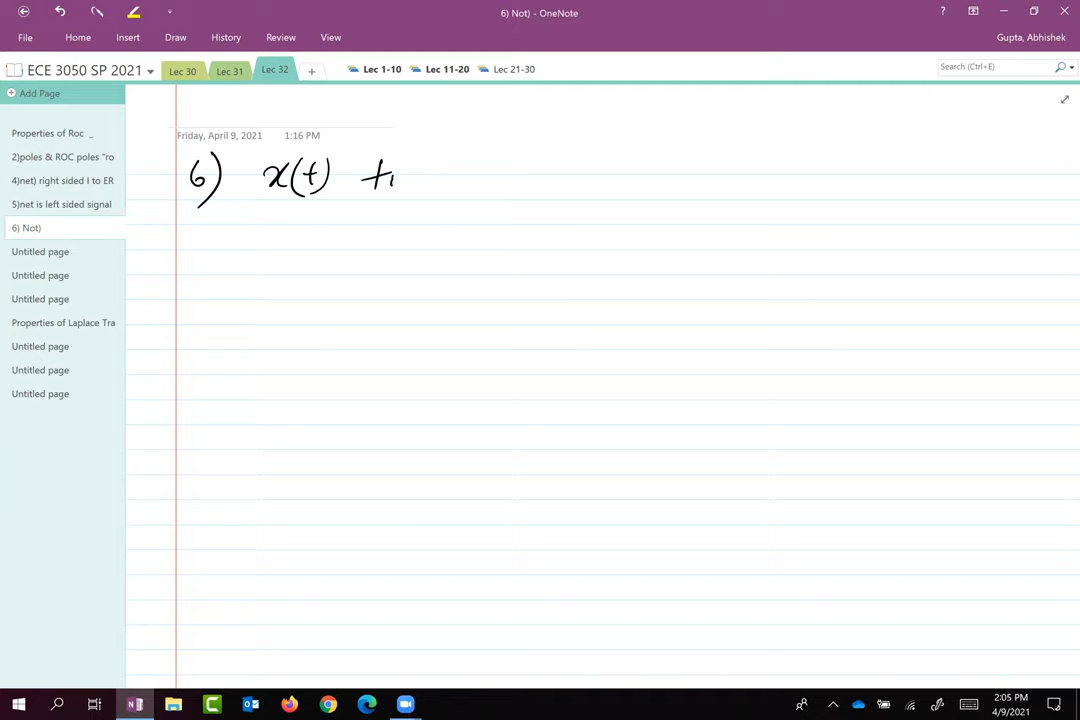 6) Not) - OneNote
?
File Home Insert Draw History Review View
Gupta, Abhishek
ECE 3050 SP 2021
Lec 30
Lec 31
Lec 32
+
Lec 1-10
Lec 11-20
Lec 21-30
Search (Ctrl+E)
Add Page
Properties of Roc _
2)poles & ROC poles "ro
4)net) right sided I to ER
5)net is left sided signal
6) Not)
Untitled page
Untitled page
Untitled page
Properties of Laplace Tra
Untitled page
Untitled page
Untitled page
Friday, April 9, 2021 1:16 PM
6) x(t)
2:05 PM
4/9/2021